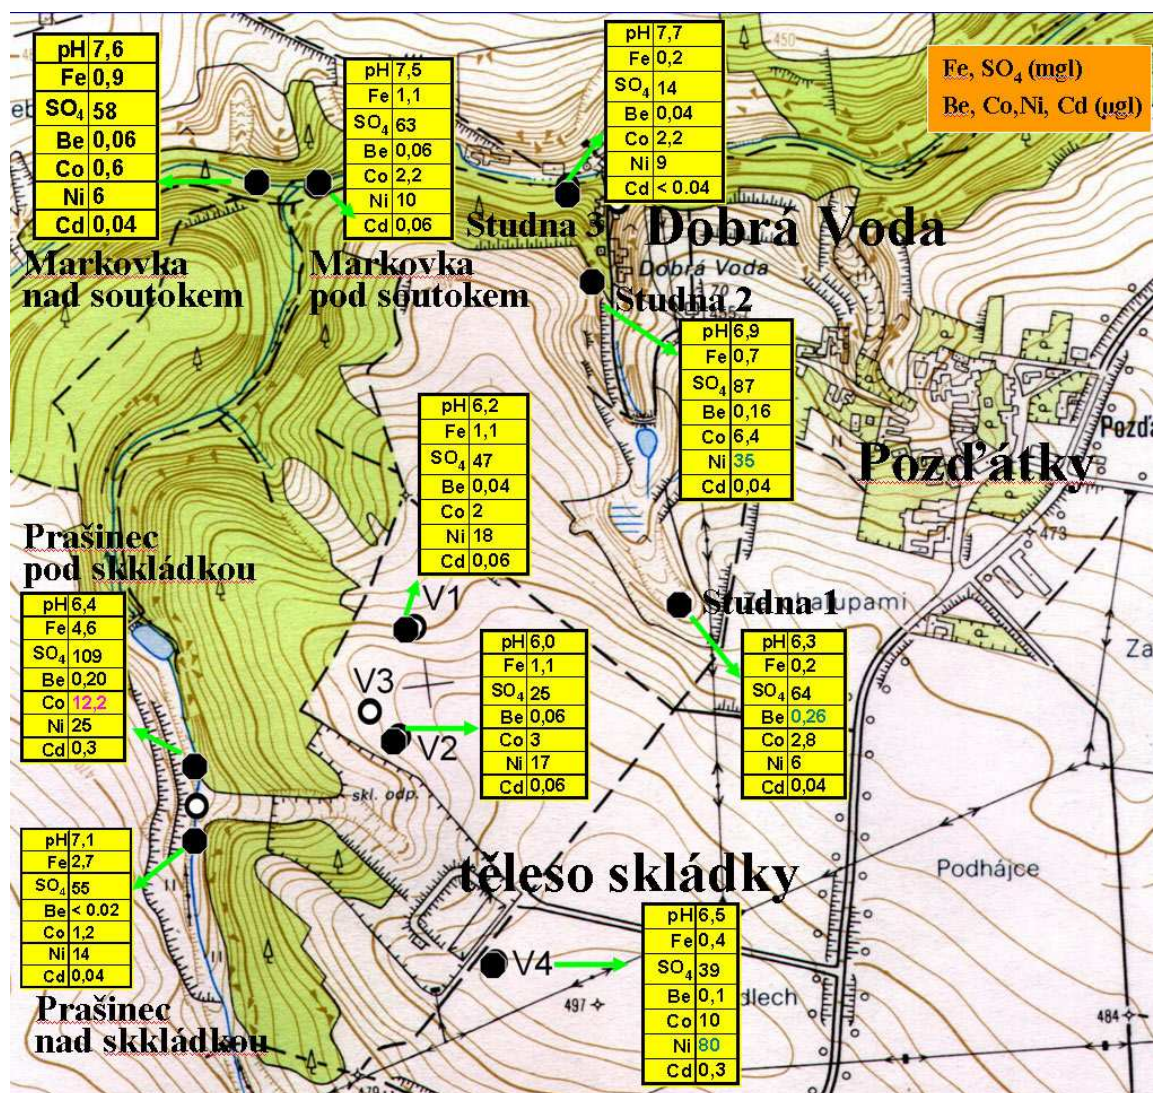 pH 7,6
Fe 0,9
SO4 58
Be 0,06
Co 0,6
Ni 6
Cd 0,04
Markovka
nad soutokem
pH 7,5
Fe 1,1
SO4 63
Be 0,06
Co 2,2
Ni 10
Cd 0,06
Markovka
pod soutokem
pH 7,7
Fe 0,2
SO4 14
Be 0,04
Co 2,2
Ni 9
Cd < 0.04
Studna 3
450
Fe, SO4 (mgl)
Be, Co,Ni, Cd (µgl)
Dobrá Voda
Dobrá Voda
Studna 2
pH 6,9
Fe 0,7
SO4 87
Be 0,16
Co 6,4
Ni 35
Cd 0,04
Pozďátky
473
pH 6,2
Fe 1,1
SO4 47
Be 0,04
Co 2
Ni 18
Cd 0,06
V1
Prašinec
pod skkládkou
pH 6,4
Fe 4,6
SO4 109
Be 0,20
Co 12,2
Ni 25
Cd 0,3
Studna 1
pH 6,3
Fe 0,2
SO4 64
Be 0,26
Co 2,8
Ni 6
Cd 0,04
V3
V2
pH 6,0
Fe 1,1
SO4 25
Be 0,06
Co 3
Ni 17
Cd 0,06
skl. odp.
pH 7,1
Fe 2,7
SO4 55
Be < 0.02
Co 1,2
Ni 14
Cd 0,04
Prašinec
nad skkládkou
těleso skládky
Podhájce
V4
pH 6,5
Fe 0,4
SO4 39
Be 0,1
Co 10
Ni 80
Cd 0,3
497
484